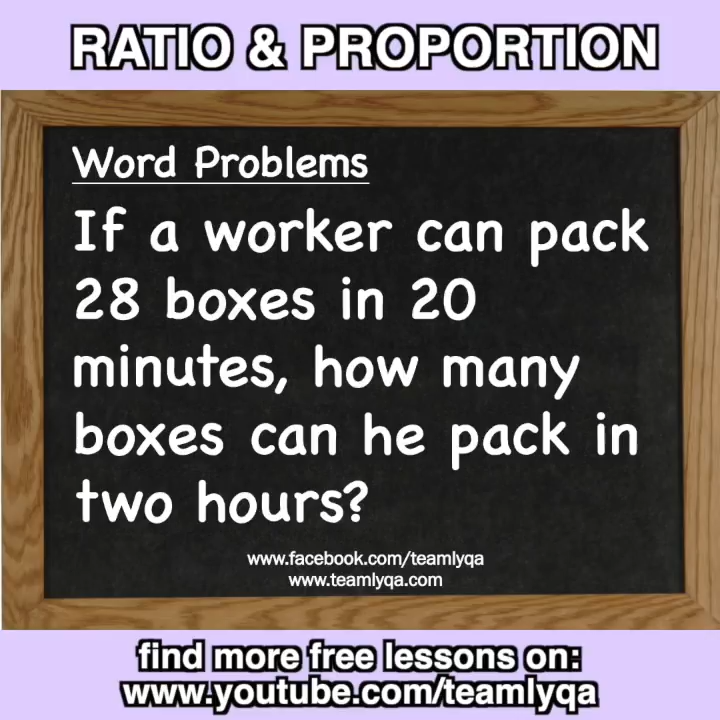 RATIO & PROPORTION
Word Problems
If a worker can pack
28 boxes in 20
minutes, how many
boxes can he pack in
two hours?
www.facebook.com/teamlyqa
www.teamlyqa.com
find more free lessons on:
www.youtube.com/teamlyqa